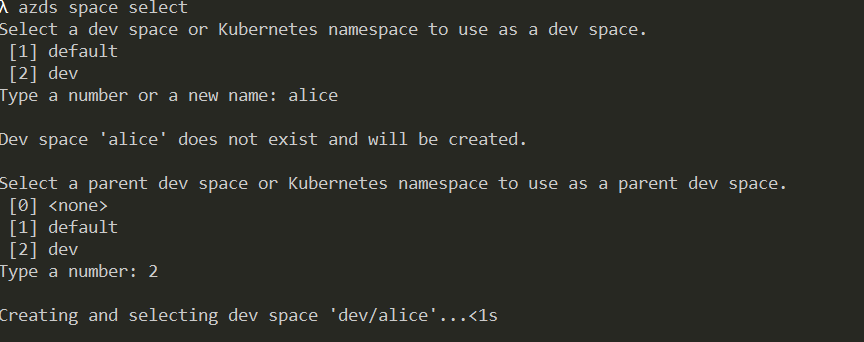 λ azds space select
Select a dev space or Kubernetes namespace to use as a dev space.
[1] default
[2] dev
Type a number or a new name: alice
Dev space 'alice' does not exist and will be created.
Select a parent dev space or Kubernetes namespace to use as a parent dev space.
[0] <none>
[1] default
[2] dev
Type a number: 2
Creating and selecting dev space 'dev/alice'...<1s